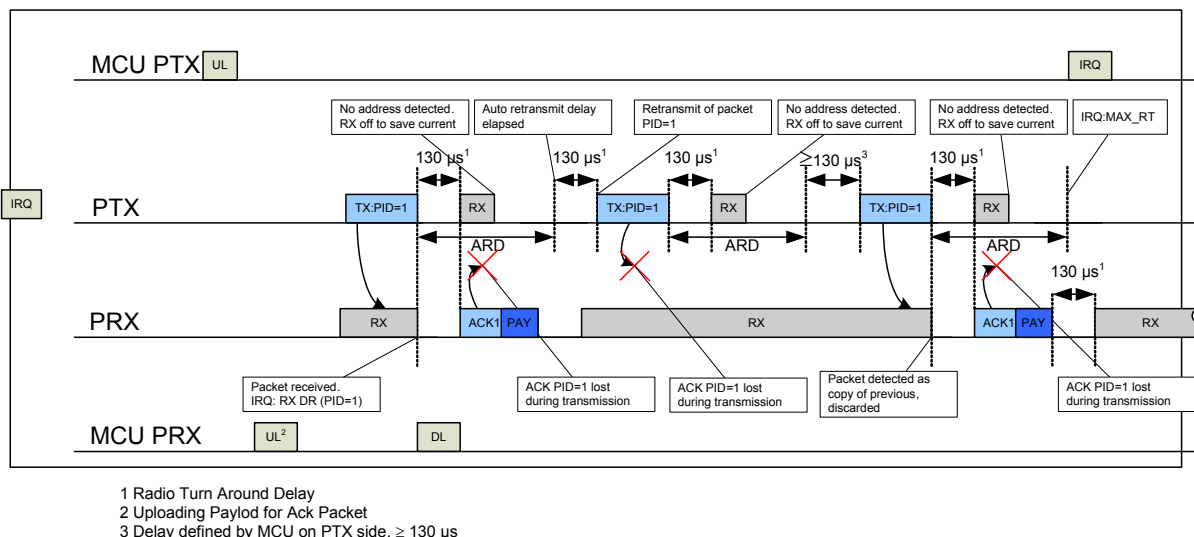 MCU PTX
UL
IRQ
No address detected.
RX off to save current
Auto retransmit delay
elapsed
Retransmit of packet
PID=1
No address detected.
RX off to save current
No address detected.
RX off to save current
IRQ:MAX_RT
130 µs¹
130 µs¹
130 µs¹
≥130 µs³
130 µs¹
IRQ
PTX
TX:PID=1
RX
TX:PID=1
RX
TX:PID=1
RX
ARD
ARD
ARD
130 µs¹
PRX
RX
ACK1
PAY
RX
ACK1
PAY
RX
Packet received.
IRQ: RX DR (PID=1)
ACK PID=1 lost
during transmission
ACK PID=1 lost
during transmission
Packet detected as
copy of previous,
discarded
ACK PID=1 lost
during transmission
MCU PRX
UL²
DL
1 Radio Turn Around Delay
2 Uploading Paylod for Ack Packet
3 Delay defined by MCU on PTX side, ≥ 130 µs